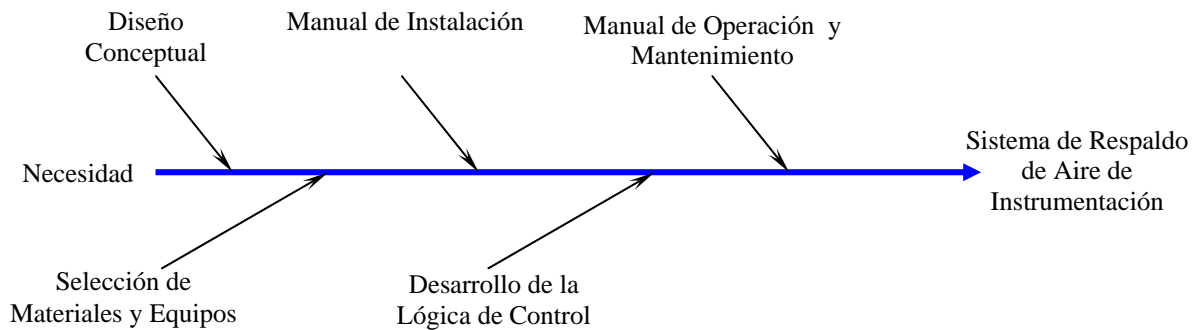 Diseño
Conceptual
Manual de Instalación
Manual de Operación y
Mantenimiento
Necesidad
Sistema de Respaldo
de Aire de
Instrumentación
Selección de
Materiales y Equipos
Desarrollo de la
Lógica de Control